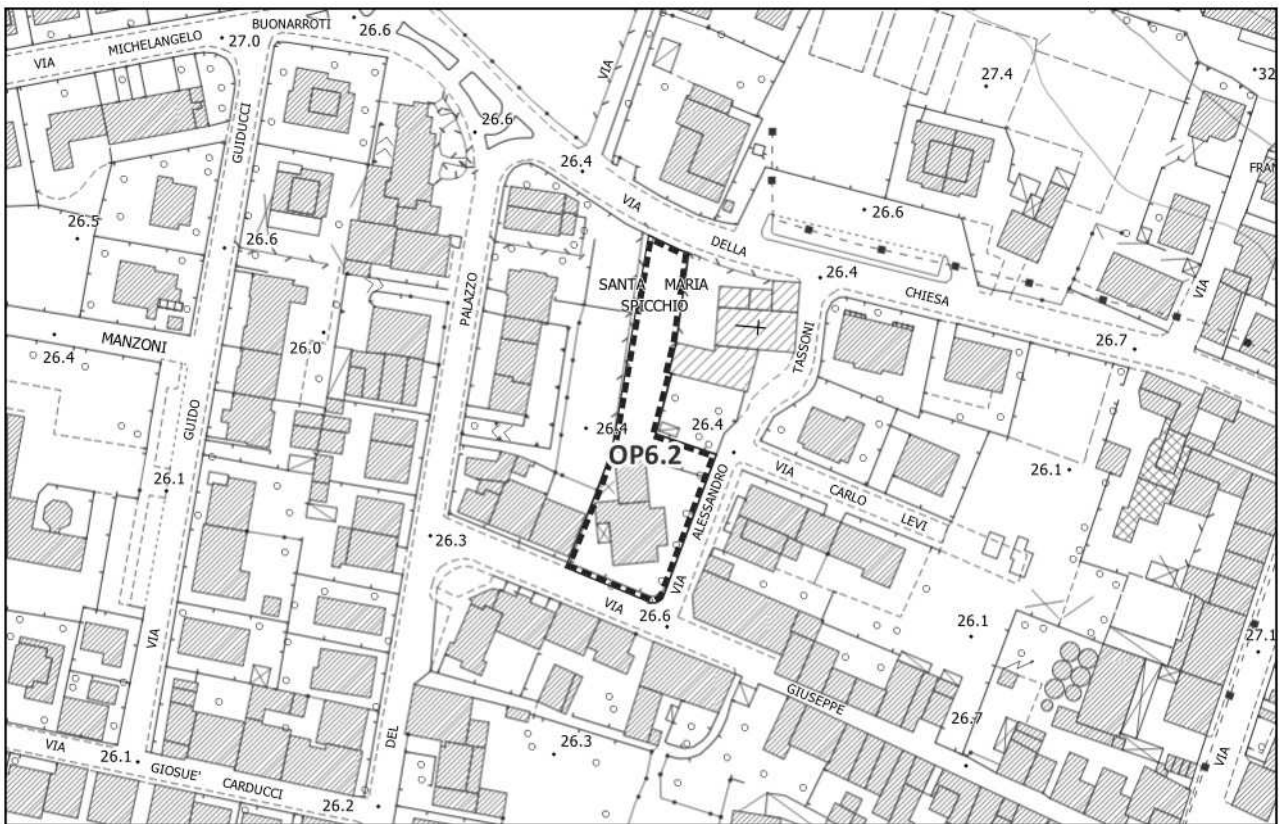 BUONARROTI
26.6
MICHELANGELO
27.0
VIA
VIA
27.4
32
GUIDUCCI
26.6
26.4
FRAN
26.5
26.6
VIA
26.6
DELLA
26.4
PALAZZO
SANTA MARIA
SPICCHIO
CHIESA
VIA
MANZONI
26.4
26.0
TASSONI
26.7
GUIDO
26.4
26.4
OP6.2
VIA
CARLO
LEVI
26.1
26.1
ALESSANDRO
26.3
VIA
VIA
26.6
26.1
27.1
VIA
GIUSEPPE
26.7
DEL
26.3
VIA
VIA
26.1
GIOSUE' CARDUCCI
26.2